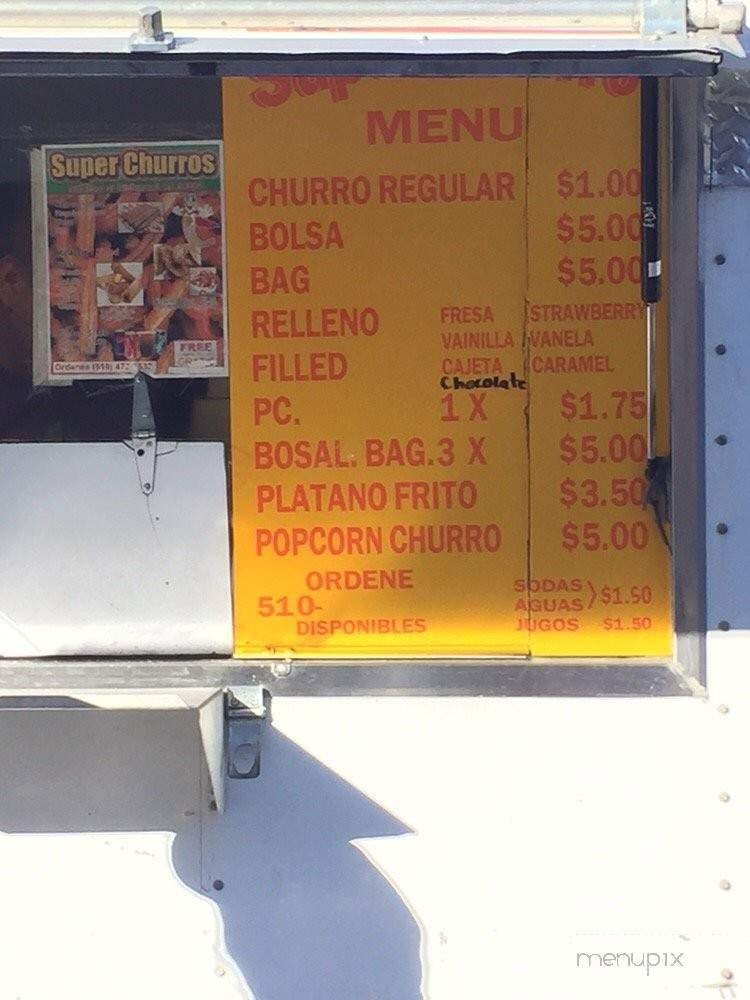 MENU
Super Churros
CHURRO REGULAR $1.00
BOLSA $5.00
BAG $5.00
RELLENO FRESA STRAWBERRY
VAINILLA VANELA
FILLED CAJETA CARAMEL
Chocolate
PC. 1 X $1.75
BOSAL. BAG. 3 X $5.00
PLATANO FRITO $3.50
POPCORN CHURRO $5.00
ORDENE
510-
DISPONIBLES
SODAS
AGUAS } $1.50
JUGOS $1.50
FREE
Ordenes (510)
menupix